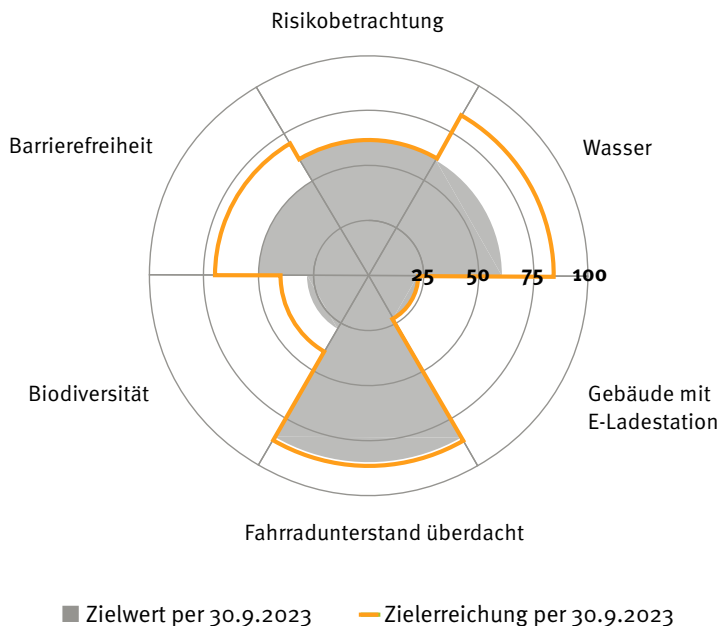 Risikobetrachtung
Barrierefreiheit
Wasser
25 50 75 100
Biodiversität
Gebäude mit
E-Ladestation
Fahrradunterstand überdacht
Zielwert per 30.9.2023
Zielerreichung per 30.9.2023